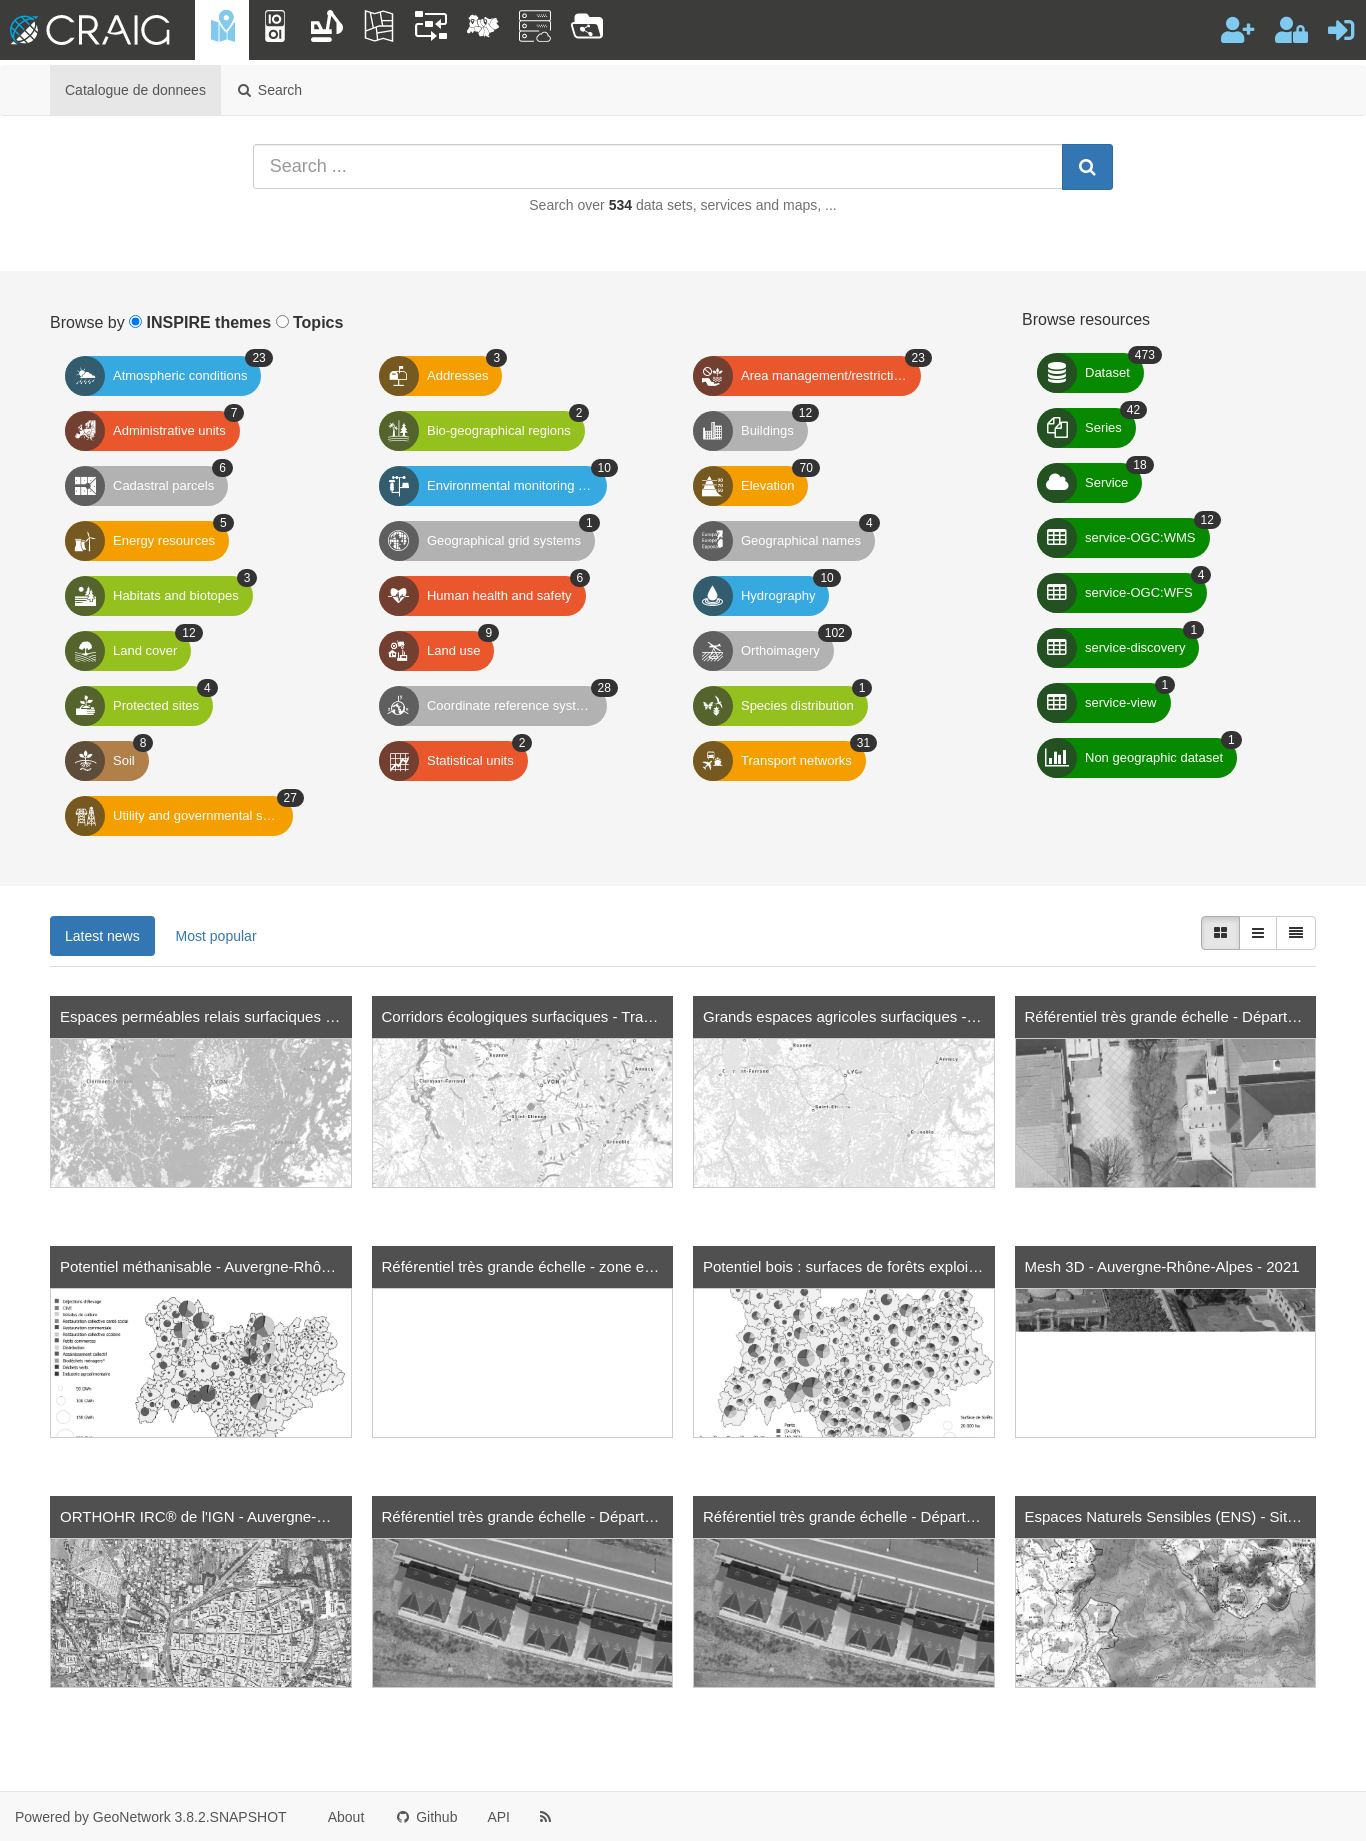 CRAIG
Catalogue de donnees
Search
Search ...
Search over 534 data sets, services and maps, ...
Browse by INSPIRE themes Topics
Atmospheric conditions 23
Addresses 3
Area management/restricti... 23
Administrative units 7
Bio-geographical regions 2
Buildings 12
Cadastral parcels 6
Environmental monitoring ... 10
Elevation 70
Energy resources 5
Geographical grid systems 1
Geographical names 4
Habitats and biotopes 3
Human health and safety 6
Hydrography 10
Land cover 12
Land use 9
Orthoimagery 102
Protected sites 4
Coordinate reference syst... 28
Species distribution 1
Soil 8
Statistical units 2
Transport networks 31
Utility and governmental s... 27
Browse resources
Dataset 473
Series 42
Service 18
service-OGC:WMS 12
service-OGC:WFS 4
service-discovery 1
service-view 1
Non geographic dataset 1
Latest news
Most popular
Espaces perméables relais surfaciques ...
Corridors écologiques surfaciques - Tra...
Grands espaces agricoles surfaciques -...
Référentiel très grande échelle - Départ...
Potentiel méthanisable - Auvergne-Rhô...
Référentiel très grande échelle - zone e...
Potentiel bois : surfaces de forêts exploi...
Mesh 3D - Auvergne-Rhône-Alpes - 2021
ORTHOHR IRC® de l'IGN - Auvergne-...
Référentiel très grande échelle - Départ...
Référentiel très grande échelle - Départ...
Espaces Naturels Sensibles (ENS) - Sit...
Powered by GeoNetwork 3.8.2.SNAPSHOT
About
Github
API